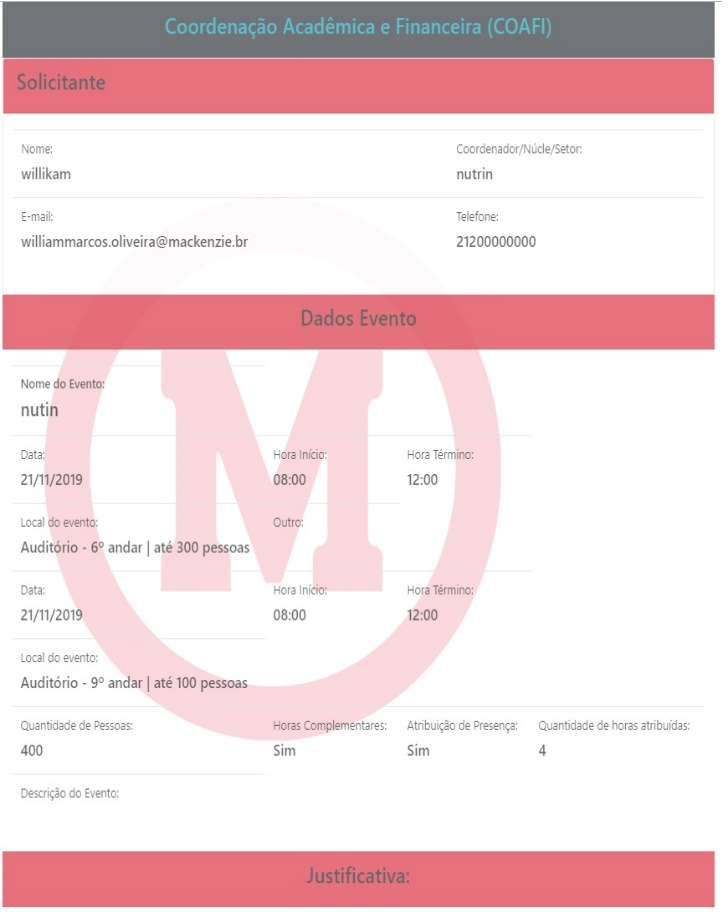 Coordenação Acadêmica e Financeira (COAFI)
Solicitante
Nome: Coordenador/Núcle/Setor:
willikam nutrin
E-mail: Telefone:
williammarcos.oliveira@mackenzie.br 21200000000
Dados Evento
Nome do Evento:
nutin
Data: Hora Início: Hora Término:
21/11/2019 08:00 12:00
Local do evento: Outro:
Auditório - 6º andar | até 300 pessoas
Data: Hora Início: Hora Término:
21/11/2019 08:00 12:00
Local do evento:
Auditório - 9º andar | até 100 pessoas
Quantidade de Pessoas: Horas Complementares: Atribuição de Presença: Quantidade de horas atribuídas:
400 Sim Sim 4
Descrição do Evento:
Justificativa:
M